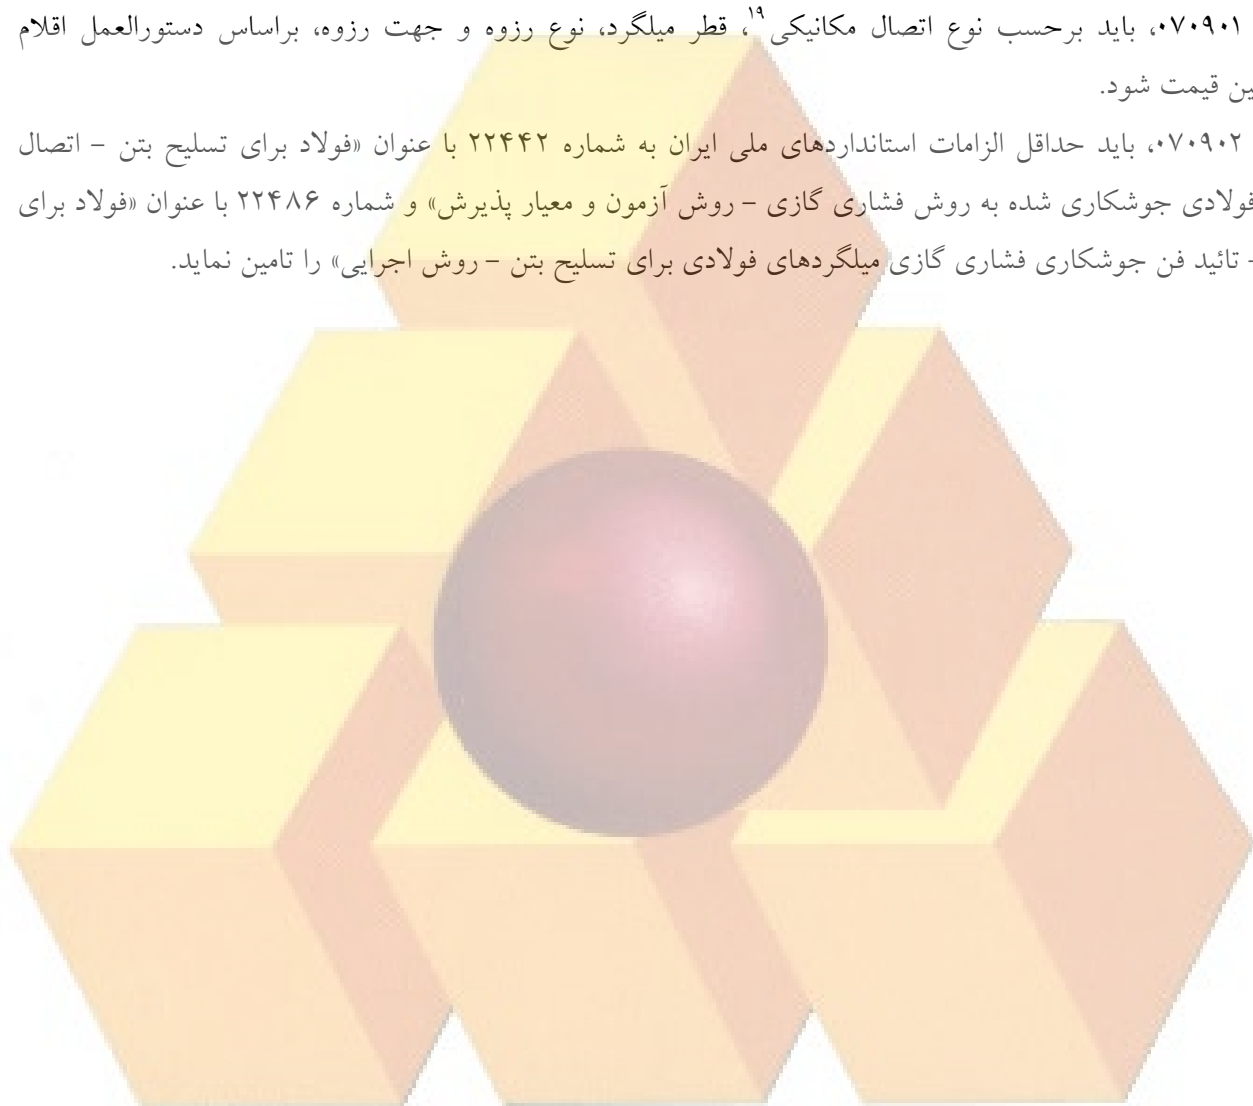 ۰۷۰۹۰۱، باید برحسب نوع اتصال مکانیکی۱۹، قطر میلگرد، نوع رزوه و جهت رزوه، براساس دستورالعمل اقلام
ین قیمت شود.
۰۷۰۹۰۲، باید حداقل الزامات استانداردهای ملی ایران به شماره ۲۲۴۴۲ با عنوان «فولاد برای تسلیح بتن - اتصال
فولادی جوشکاری شده به روش فشاری گازی - روش آزمون و معیار پذیرش» و شماره ۲۲۴۸۶ با عنوان «فولاد برای
- تائید فن جوشکاری فشاری گازی میلگردهای فولادی برای تسلیح بتن - روش اجرایی» را تامین نماید.